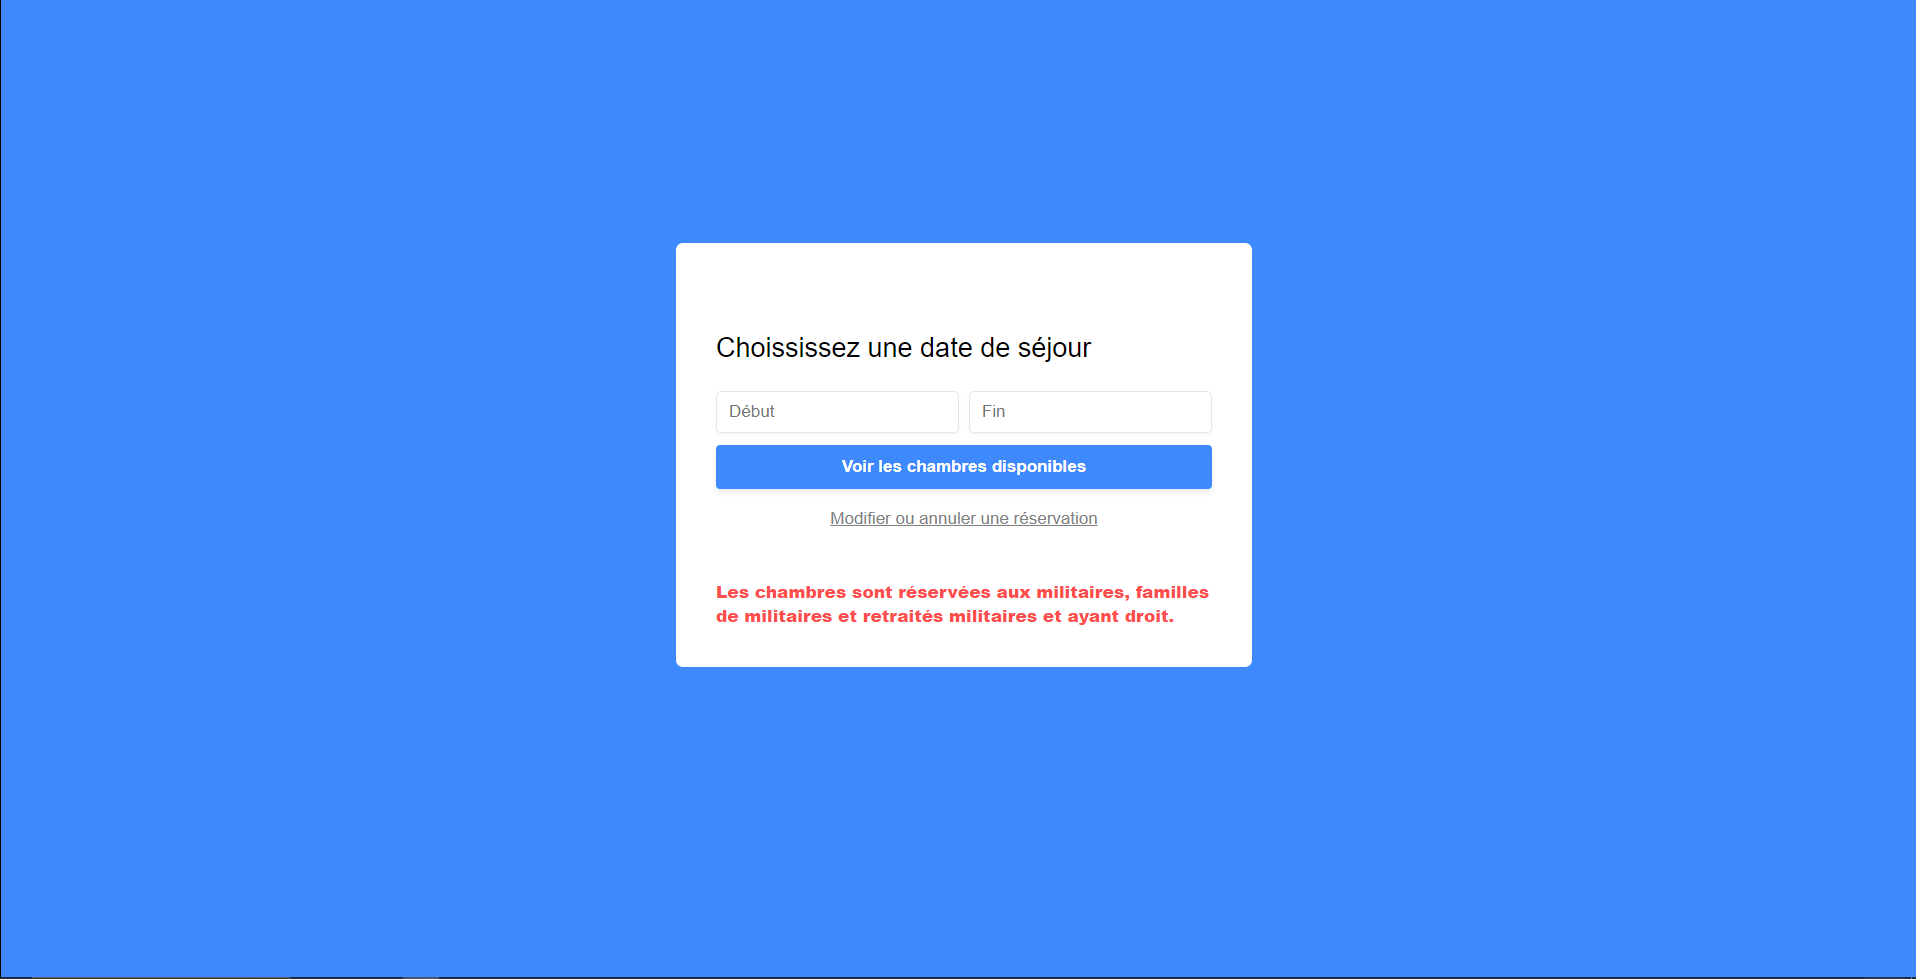 Choississez une date de séjour
Début
Fin
Voir les chambres disponibles
Modifier ou annuler une réservation
Les chambres sont réservées aux militaires, familles
de militaires et retraités militaires et ayant droit.